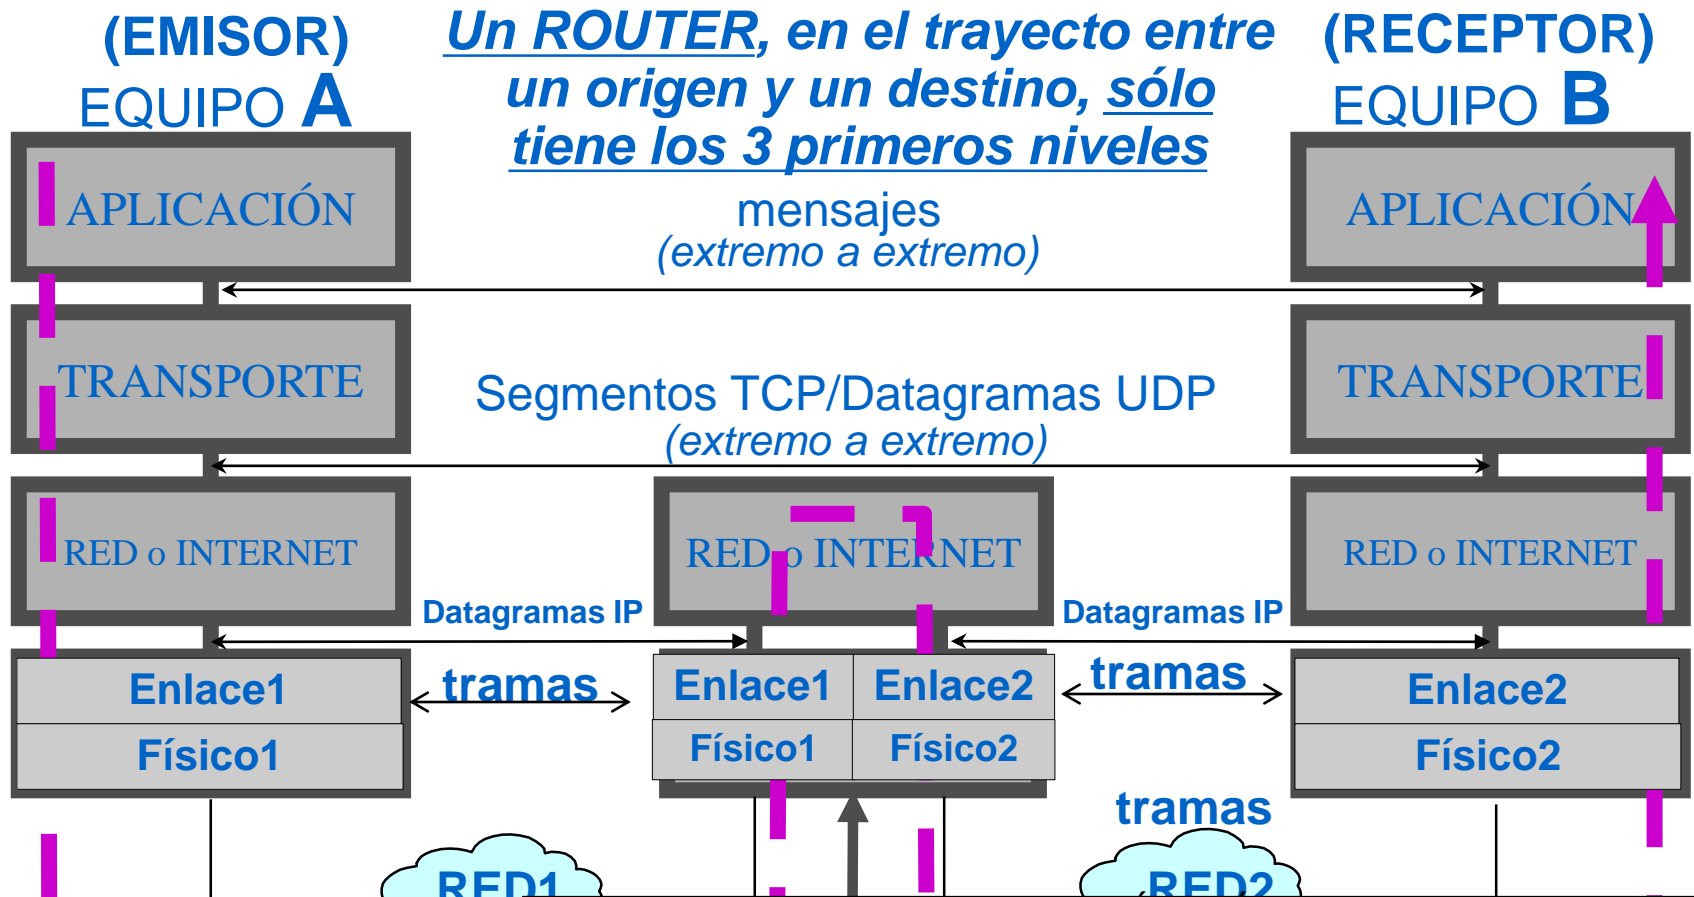 (EMISOR)
EQUIPO A
Un ROUTER, en el trayecto entre
un origen y un destino, sólo
tiene los 3 primeros niveles
(RECEPTOR)
EQUIPO B
APLICACIÓN
mensajes
(extremo a extremo)
APLICACIÓN
TRANSPORTE
Segmentos TCP/Datagramas UDP
(extremo a extremo)
TRANSPORTE
RED o INTERNET
RED o INTERNET
RED o INTERNET
Datagramas IP
Datagramas IP
Enlace1
tramas
Enlace1
Enlace2
tramas
Enlace2
Físico1
Físico1
Físico2
Físico2
tramas
RED1
RED2